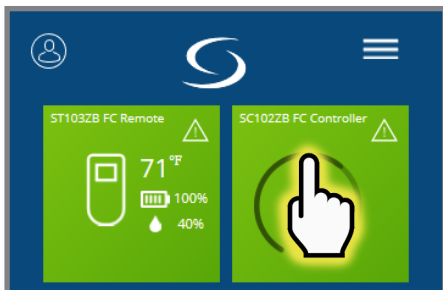 ST103ZB FC Remote
SC102ZB FC Controller
71°F
100%
40%